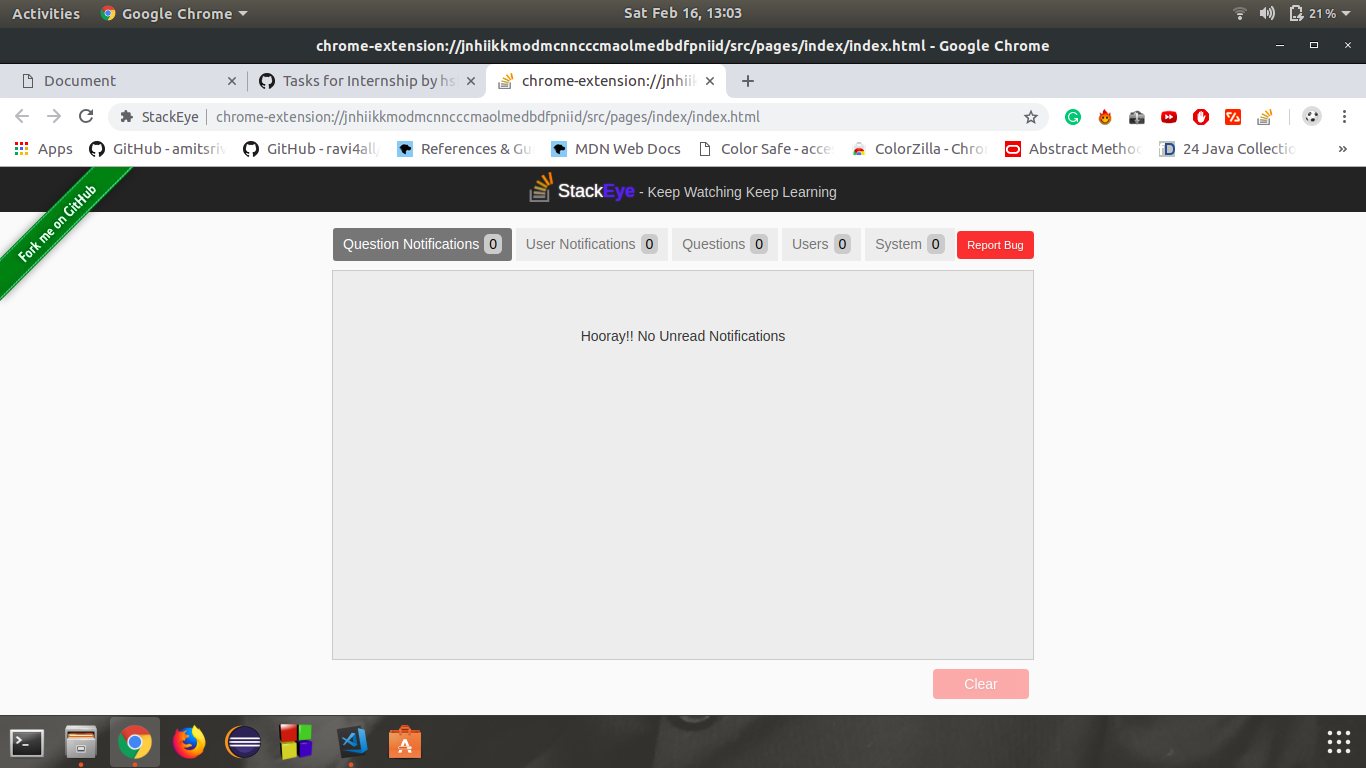 Activities Google Chrome Sat Feb 16, 13:03 21%
chrome-extension://jnhiikkmodmcnncccmaolmedbdfpniid/src/pages/index/index.html - Google Chrome
Document Tasks for Internship by hs chrome-extension://jnhiik
StackEye chrome-extension://jnhiikkmodmcnncccmaolmedbdfpniid/src/pages/index/index.html
Apps GitHub - amitsriv GitHub - ravi4all/ References & Gu MDN Web Docs Color Safe - acces ColorZilla - Chro Abstract Method 24 Java Collectio »
Fork me on GitHub
StackEye - Keep Watching Keep Learning
Question Notifications 0 User Notifications 0 Questions 0 Users 0 System 0 Report Bug
Hooray!! No Unread Notifications
Clear